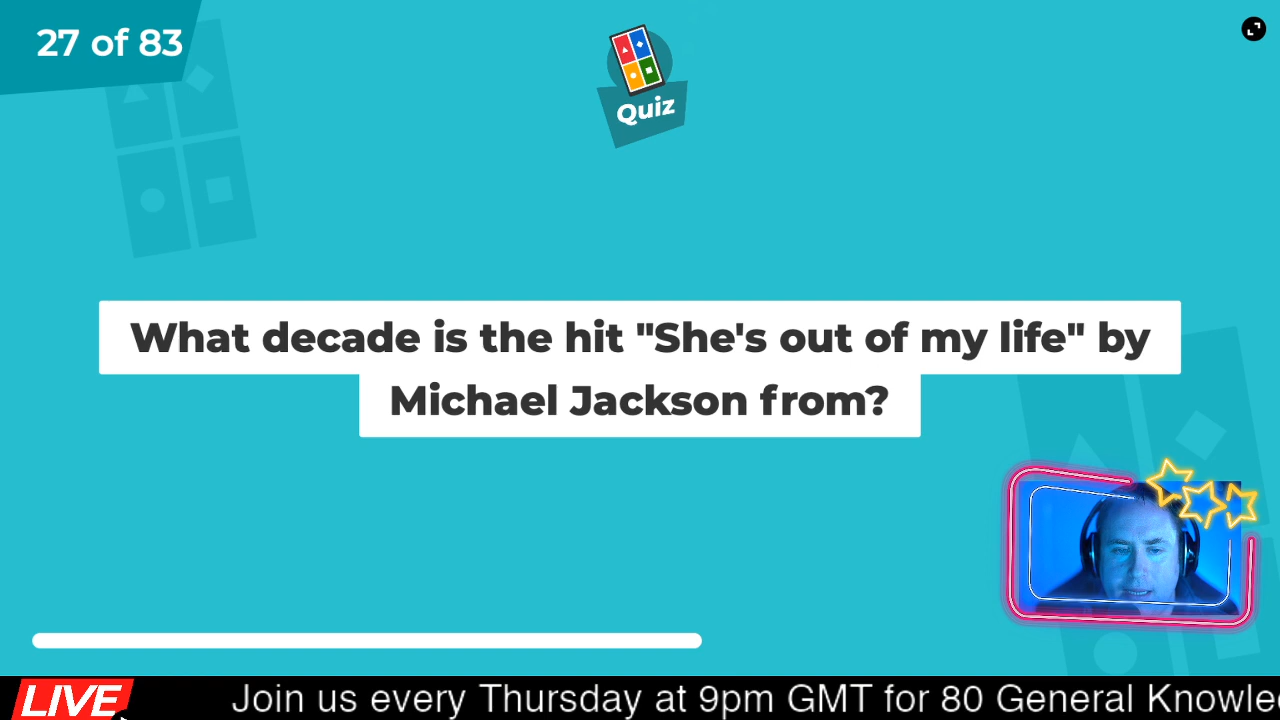 27 of 83
Quiz
What decade is the hit "She's out of my life" by
Michael Jackson from?
LIVE
Join us every Thursday at 9pm GMT for 80 General Knowle